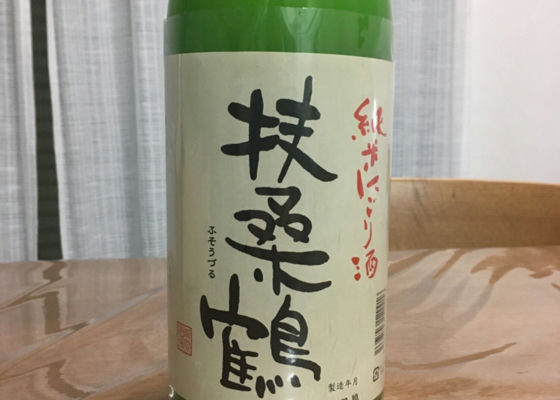 純米にごり酒
扶桑鶴
ふそうづる
製造年月